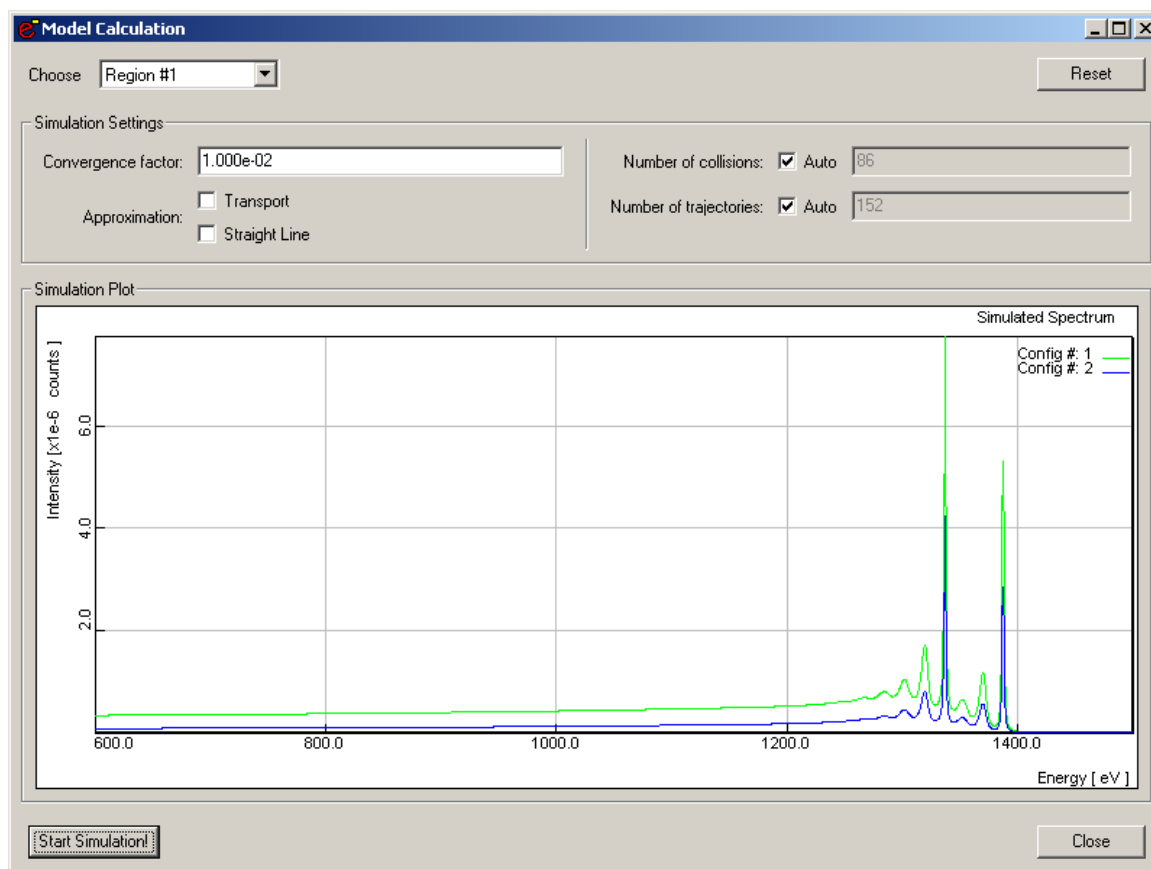 Model Calculation
Choose Region #1 Reset
Simulation Settings
Convergence factor: 1.000e-02
Number of collisions: Auto 86
Approximation: Transport
Straight Line
Number of trajectories: Auto 152
Simulation Plot
Simulated Spectrum
Config #: 1
Config #: 2
Intensity [x1e-6 counts ]
6.0
4.0
2.0
600.0 800.0 1000.0 1200.0 1400.0
Energy [ eV ]
Start Simulation! Close